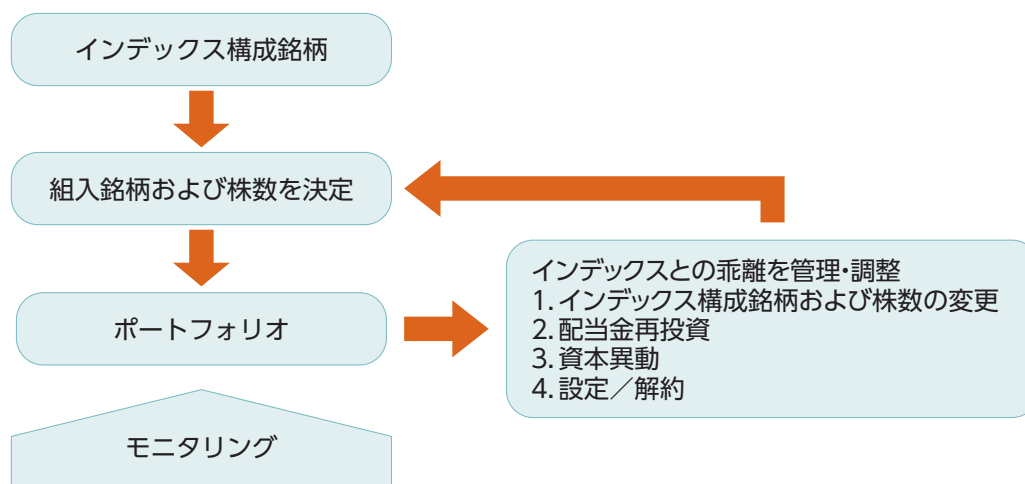 インデックス構成銘柄
組入銘柄および株数を決定
ポートフォリオ
インデックスとの乖離を管理・調整
1. インデックス構成銘柄および株数の変更
2. 配当金再投資
3. 資本異動
4. 設定／解約
モニタリング